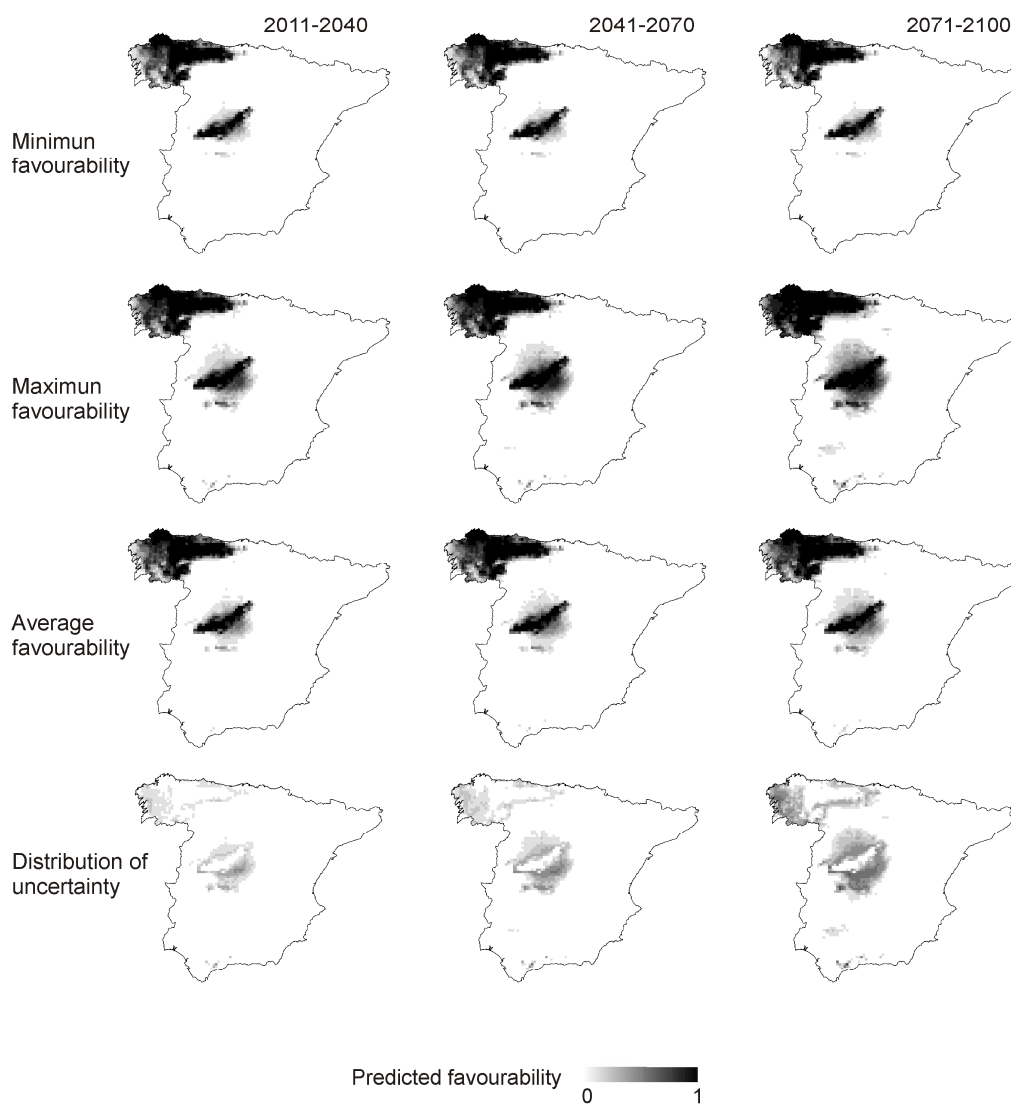 2011-2040
2041-2070
2071-2100
Minimun
favourability
Maximun
favourability
Average
favourability
Distribution of
uncertainty
Predicted favourability
0
1